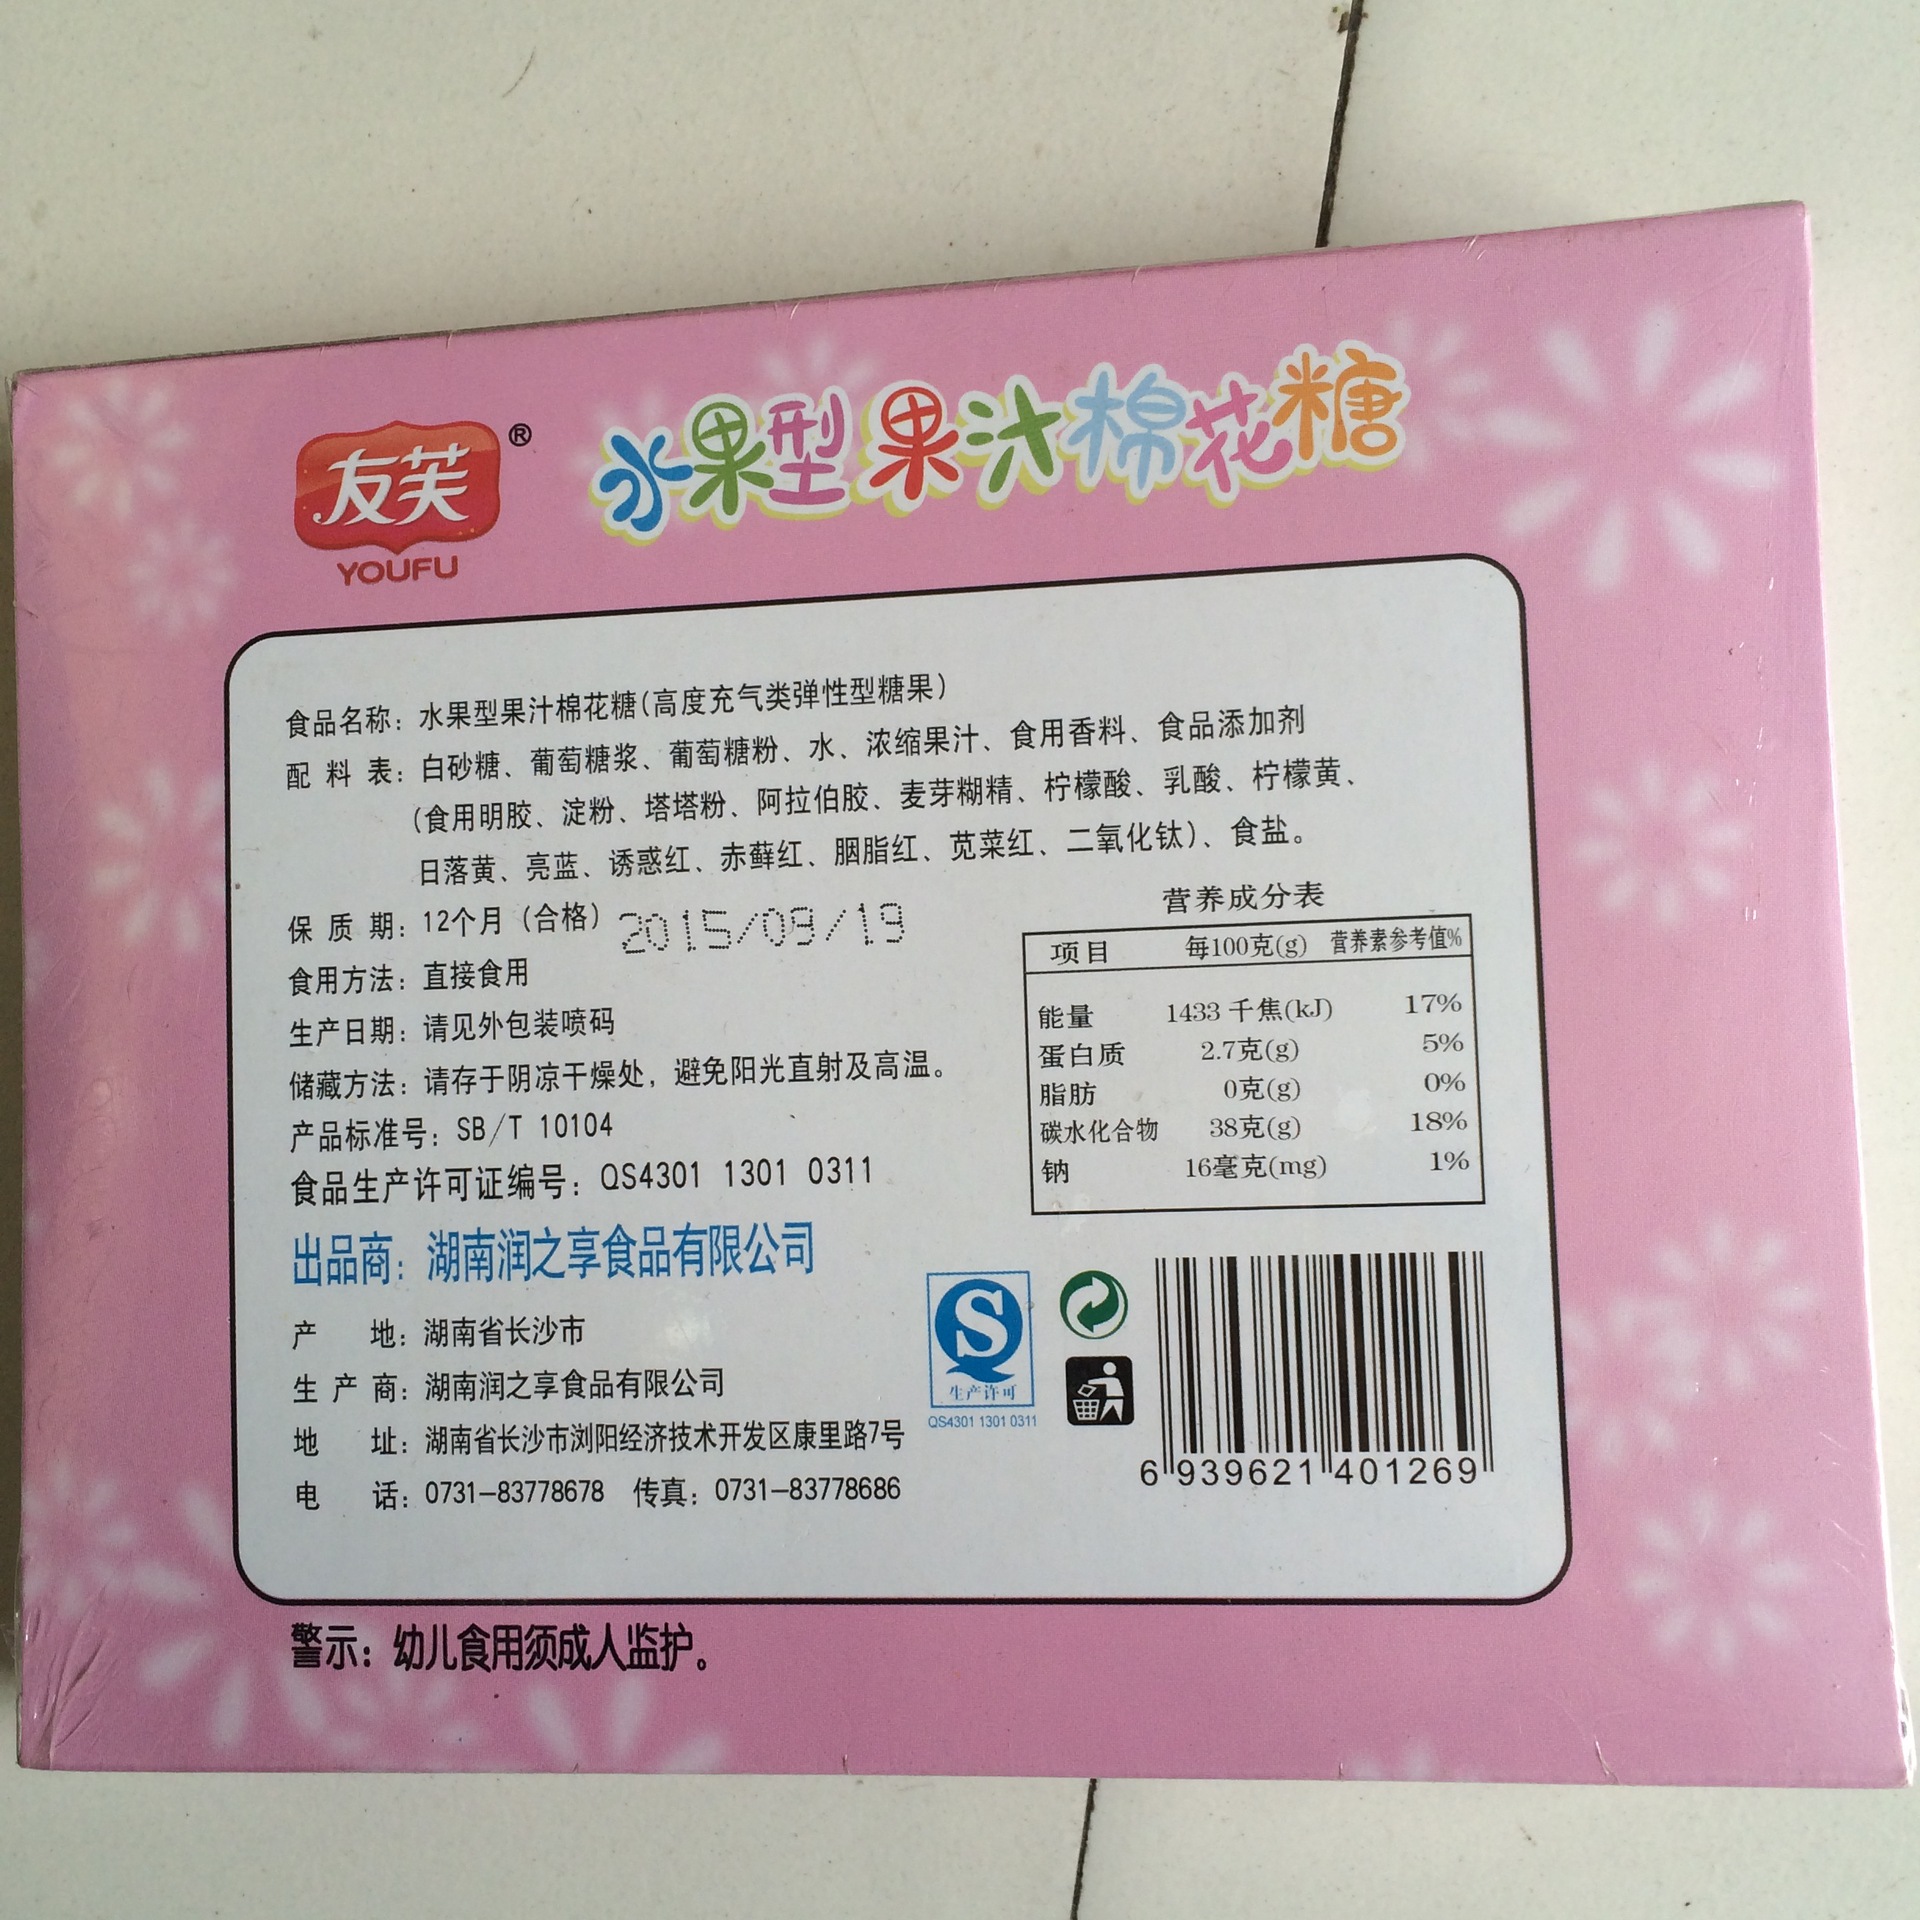 友芙®
YOUFU
水果型果汁棉花糖
食品名称：水果型果汁棉花糖(高度充气类弹性型糖果)
配料表：白砂糖、葡萄糖浆、葡萄糖粉、水、浓缩果汁、食用香料、食品添加剂
(食用明胶、淀粉、塔塔粉、阿拉伯胶、麦芽糊精、柠檬酸、乳酸、柠檬黄、
日落黄、亮蓝、诱惑红、赤藓红、胭脂红、苋菜红、二氧化钛)、食盐。
保质期：12个月（合格）2015/09/19
食用方法：直接食用
生产日期：请见外包装喷码
储藏方法：请存于阴凉干燥处，避免阳光直射及高温。
产品标准号：SB/T 10104
食品生产许可证编号：QS4301 1301 0311
出品商：湖南润之享食品有限公司
产地：湖南省长沙市
生产商：湖南润之享食品有限公司
地址：湖南省长沙市浏阳经济技术开发区康里路7号
电话：0731-83778678 传真：0731-83778686
营养成分表
项目 每100克(g) 营养素参考值%
能量 1433 千焦(kJ) 17%
蛋白质 2.7克(g) 5%
脂肪 0克(g) 0%
碳水化合物 38克(g) 18%
钠 16毫克(mg) 1%
生产许可
QS4301 1301 0311
6 939621 401269
警示：幼儿食用须成人监护。